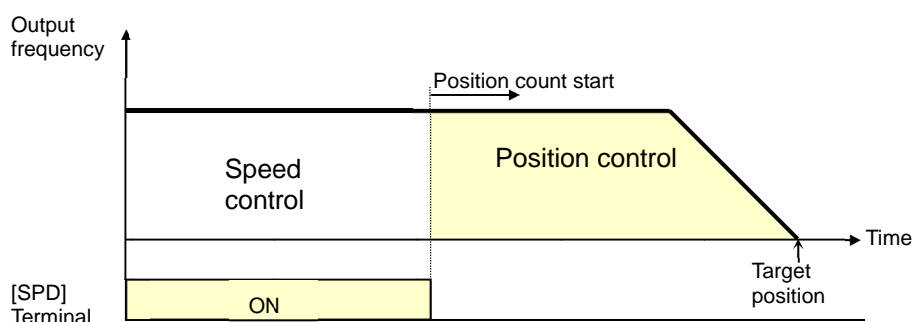 Output
frequency
Position count start
Speed
control
Position control
Time
Target
position
[SPD]
Terminal
ON